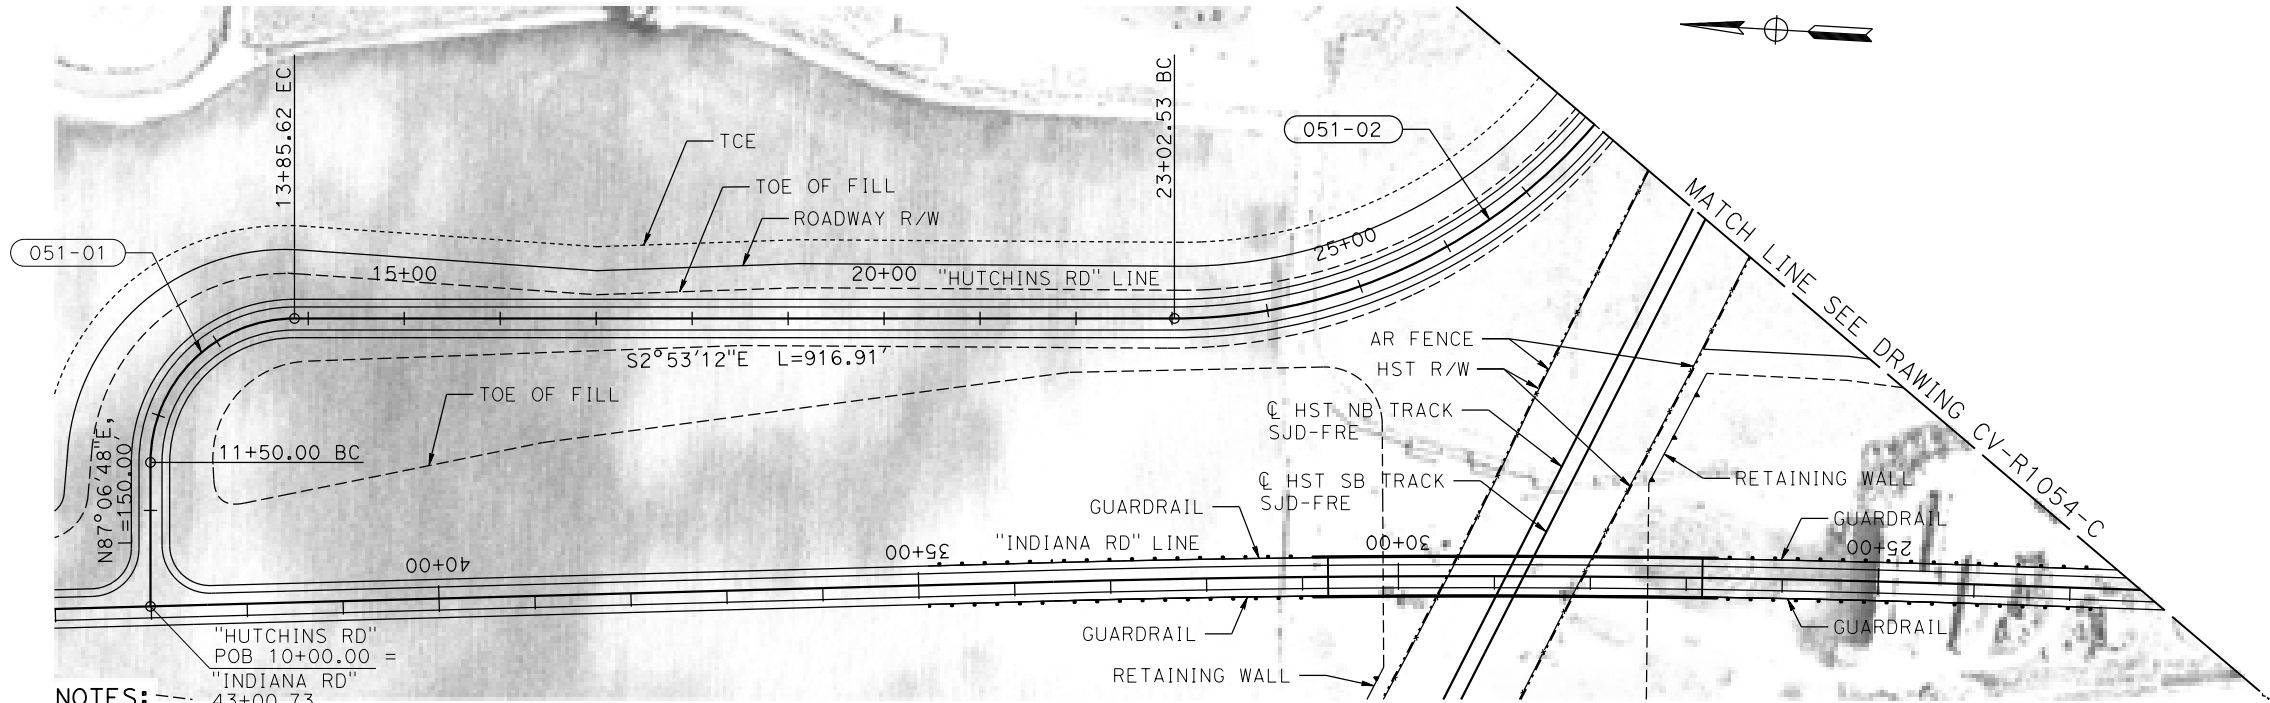 13+85.62 EC
23+02.53 BC
051-02
TCE
TOE OF FILL
ROADWAY R/W
051-01
15+00
20+00
"HUTCHINS RD" LINE
25+00
MATCH LINE SEE DRAWING CV-R1054-C
S2°53'12"E L=916.91'
AR FENCE
HST R/W
TOE OF FILL
℄ HST NB TRACK
SJD-FRE
N87°06'48"E,
L=150.00'
11+50.00 BC
℄ HST SB TRACK
SJD-FRE
RETAINING WALL
GUARDRAIL
GUARDRAIL
"INDIANA RD" LINE
40+00
35+00
30+00
25+00
"HUTCHINS RD"
POB 10+00.00 =
"INDIANA RD"
43+00.73
GUARDRAIL
GUARDRAIL
RETAINING WALL
NOTES: